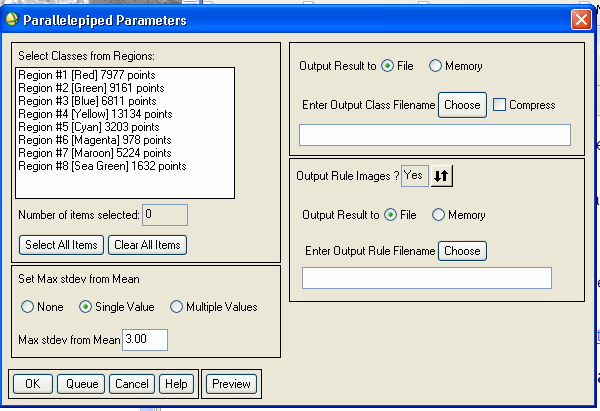 Parallelepiped Parameters
Select Classes from Regions:
Region #1 [Red] 7977 points
Region #2 [Green] 9161 points
Region #3 [Blue] 6811 points
Region #4 [Yellow] 13134 points
Region #5 [Cyan] 3203 points
Region #6 [Magenta] 978 points
Region #7 [Maroon] 5224 points
Region #8 [Sea Green] 1632 points
Number of items selected: 0
Select All Items Clear All Items
Set Max stdev from Mean
None Single Value Multiple Values
Max stdev from Mean 3.00
OK Queue Cancel Help Preview
Output Result to File Memory
Enter Output Class Filename Choose Compress
Output Rule Images ? Yes
Output Result to File Memory
Enter Output Rule Filename Choose